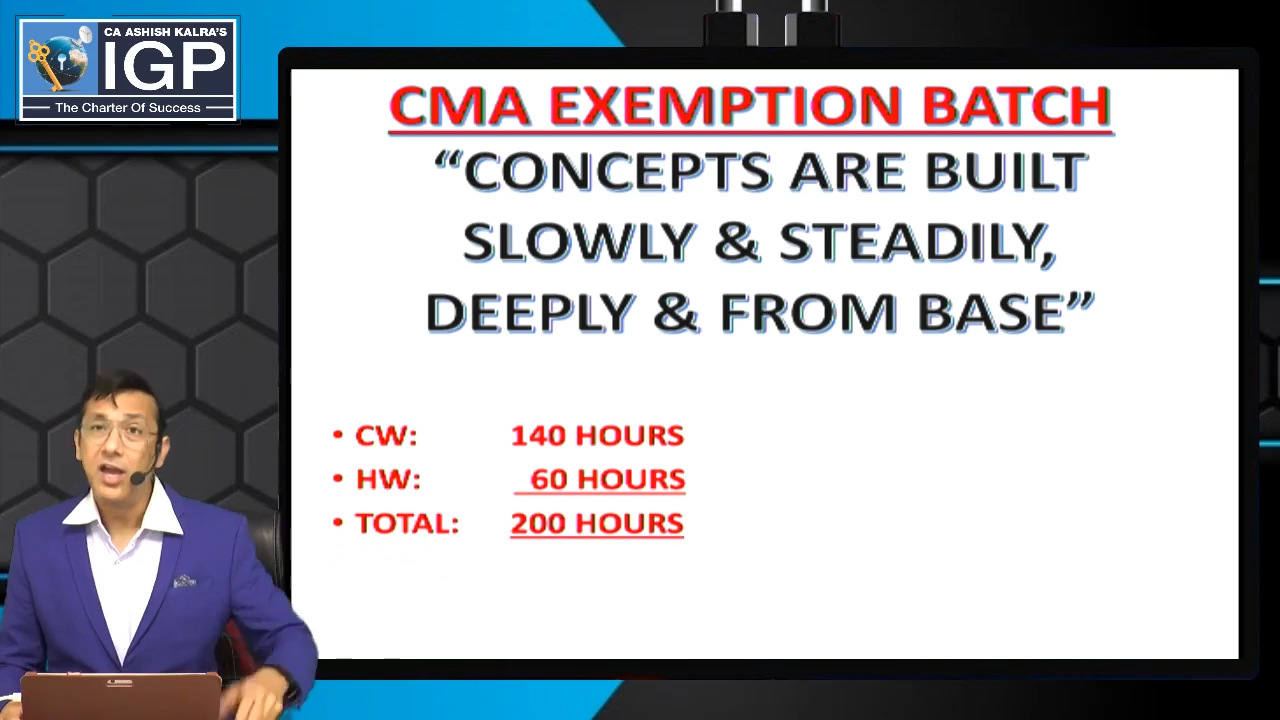 CA ASHISH KALRA'S
IGP
The Charter Of Success
CMA EXEMPTION BATCH
“CONCEPTS ARE BUILT
SLOWLY & STEADILY,
DEEPLY & FROM BASE”
• CW: 140 HOURS
• HW: 60 HOURS
• TOTAL: 200 HOURS